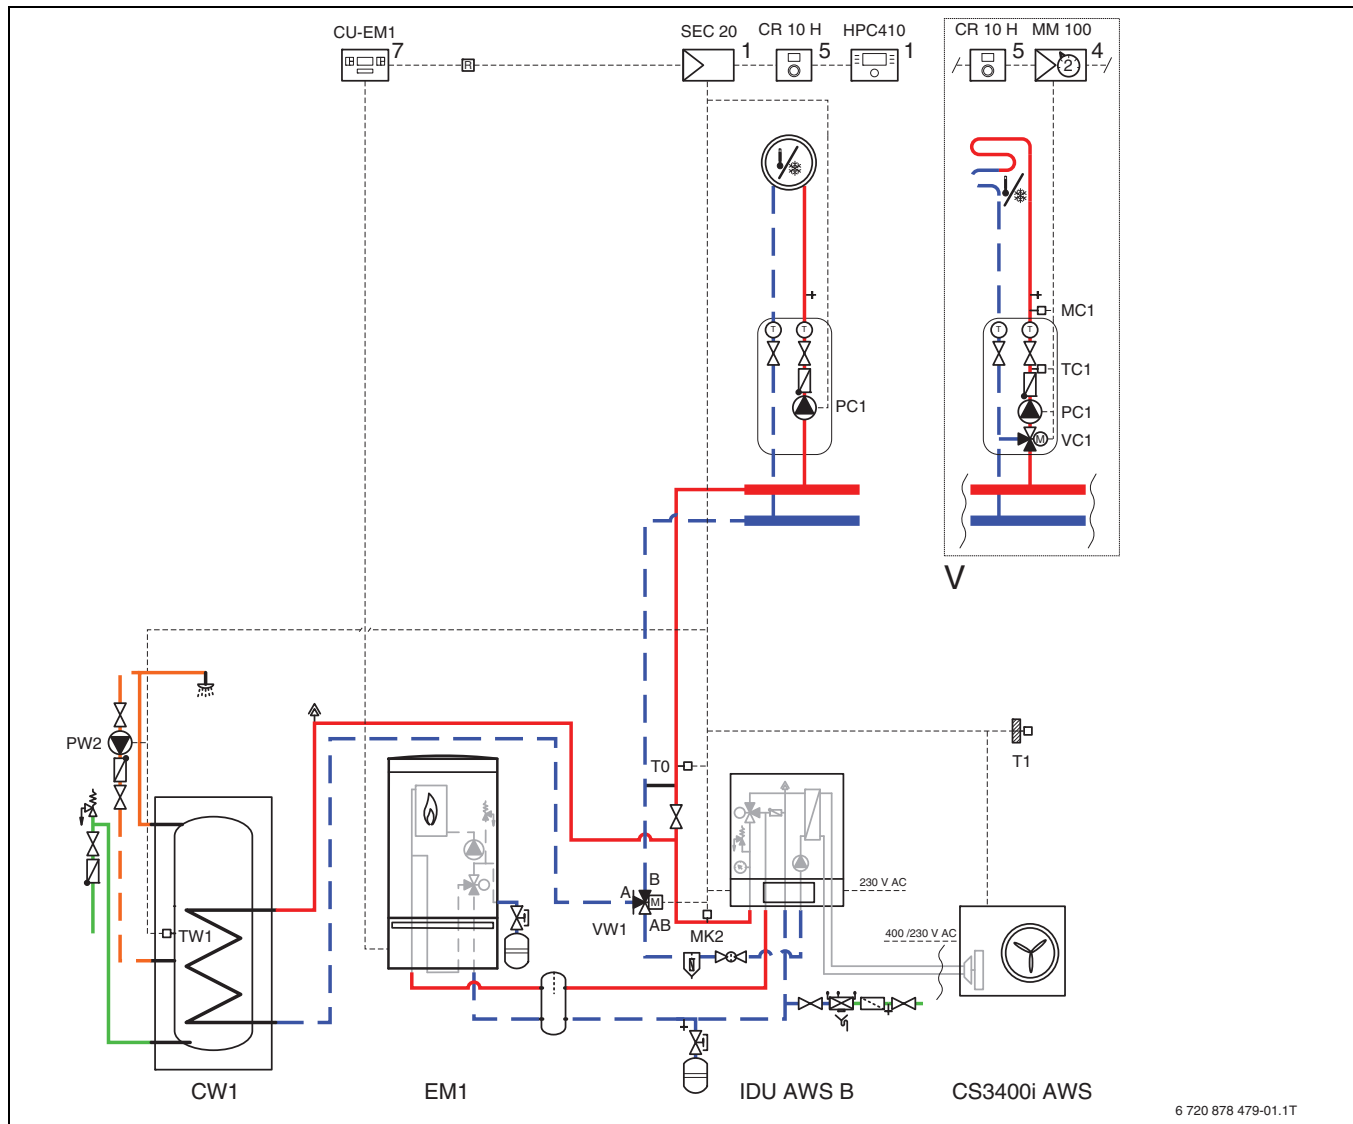 CU-EM1
7
R
SEC 20
1
CR 10 H
5
HPC410
1
CR 10 H
5
MM 100
2
4
MC1
T T
T T
TC1
PC1
PC1
M
VC1
V
PW2
T0
T1
B
A
M
230 V AC
VW1
AB
MK2
TW1
400 /230 V AC
CW1
EM1
IDU AWS B
CS3400i AWS
6 720 878 479-01.1T